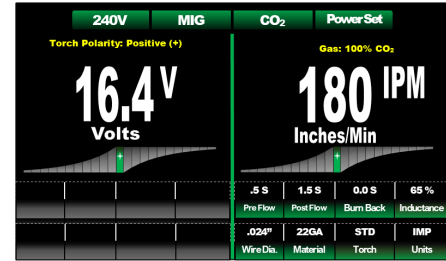 240V MIG CO₂ PowerSet
Torch Polarity: Positive (+)
Gas: 100% CO₂
16.4 V
Volts
180 IPM
Inches/Min
.5 S 1.5 S 0.0 S 65 %
Pre Flow Post Flow Burn Back Inductance
.024” 22GA STD IMP
Wire Dia. Material Torch Units